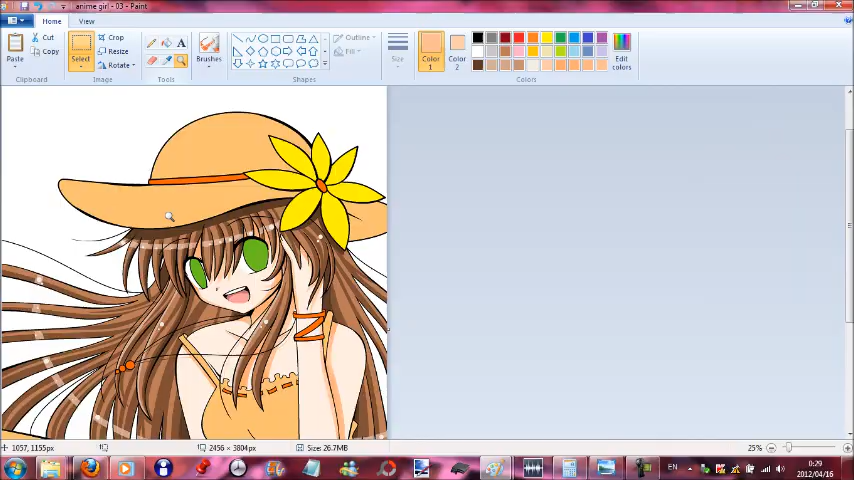 anime girl - 03 - Paint
Home View
Paste
Cut
Copy
Clipboard
Select
Crop
Resize
Rotate
Image
A
Tools
Brushes
Shapes
Outline
Fill
Size
Color 1
Color 2
Edit colors
Colors
1057, 1155px
2456 × 3804px
Size: 26.7MB
25%
EN
0:29
2012/04/16